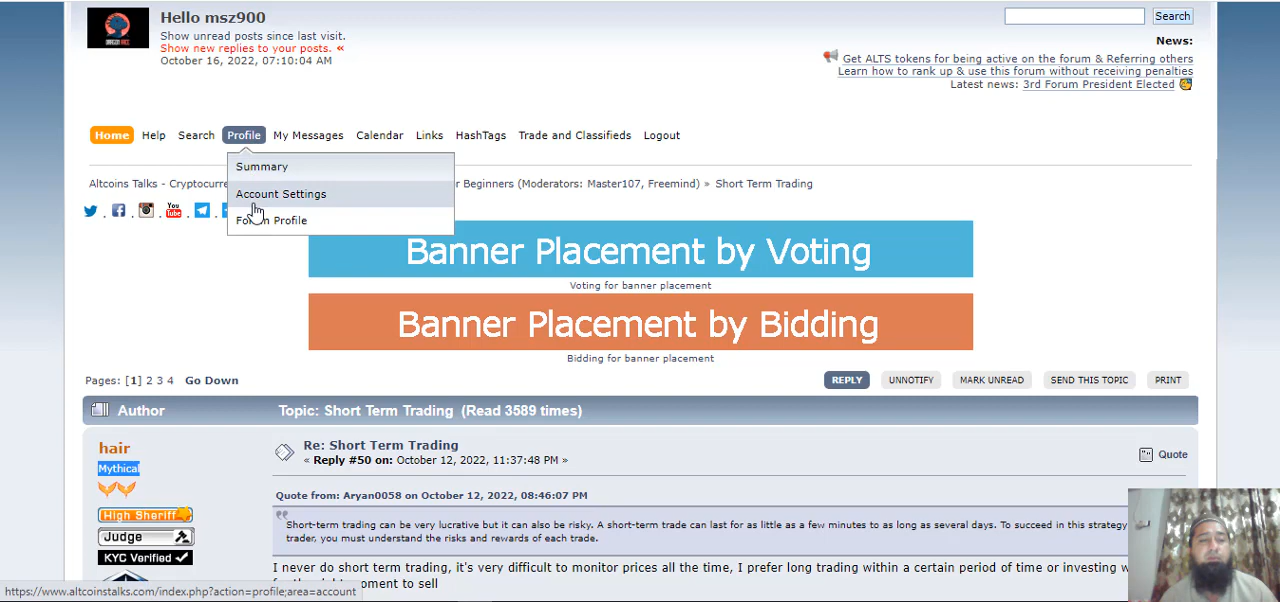 Hello msz900
Show unread posts since last visit.
Show new replies to your posts. «
October 16, 2022, 07:10:04 AM
Search
News:
Get ALTS tokens for being active on the forum & Referring others
Learn how to rank up & use this forum without receiving penalties
Latest news: 3rd Forum President Elected
Home Help Search Profile My Messages Calendar Links HashTags Trade and Classifieds Logout
Summary
Account Settings
Profile
Altcoins Talks - Beginners (Moderators: Master107, Freemind) » Short Term Trading
You Tube
Banner Placement by Voting
Voting for banner placement
Banner Placement by Bidding
Bidding for banner placement
Pages: [1] 2 3 4 Go Down
REPLY UNNOTIFY MARK UNREAD SEND THIS TOPIC PRINT
Author Topic: Short Term Trading (Read 3589 times)
hair
Mythical
High Sheriff
Judge
KYC Verified
Re: Short Term Trading
« Reply #50 on: October 12, 2022, 11:37:48 PM »
Quote
Quote from: Aryan0058 on October 12, 2022, 08:46:07 PM
Short-term trading can be very lucrative but it can also be risky. A short-term trade can last for as little as a few minutes to as long as several days. To succeed in this strategy
trader, you must understand the risks and rewards of each trade.
I never do short term trading, it's very difficult to monitor prices all the time, I prefer long trading within a certain period of time or investing
to sell
https://www.altcoinstalks.com/index.php?action=profile;area=account